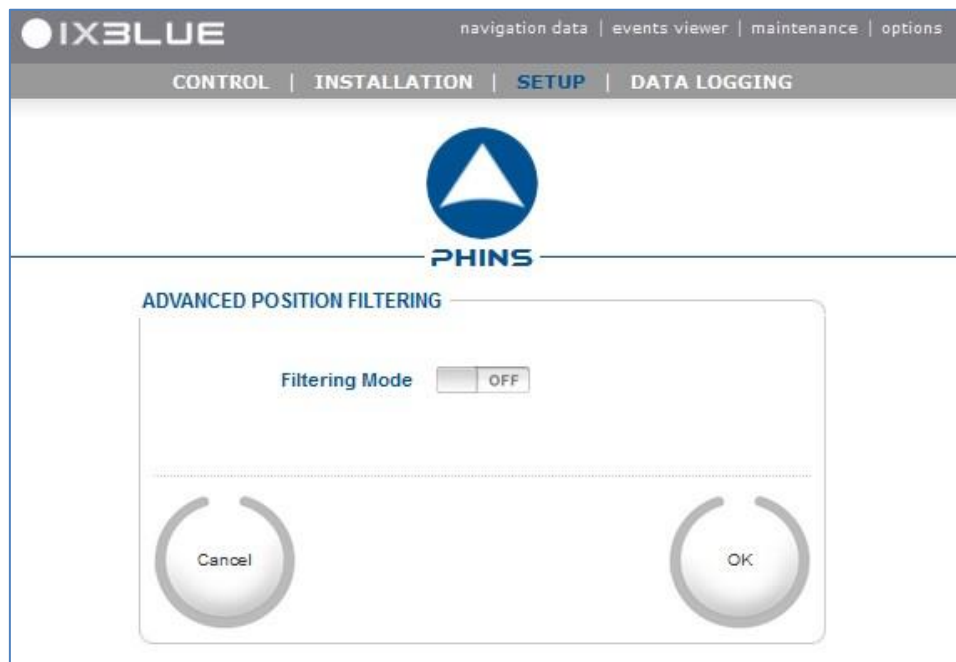 IXBLUE
navigation data | events viewer | maintenance | options
CONTROL | INSTALLATION | SETUP | DATA LOGGING
PHINS
ADVANCED POSITION FILTERING
Filtering Mode OFF
Cancel OK